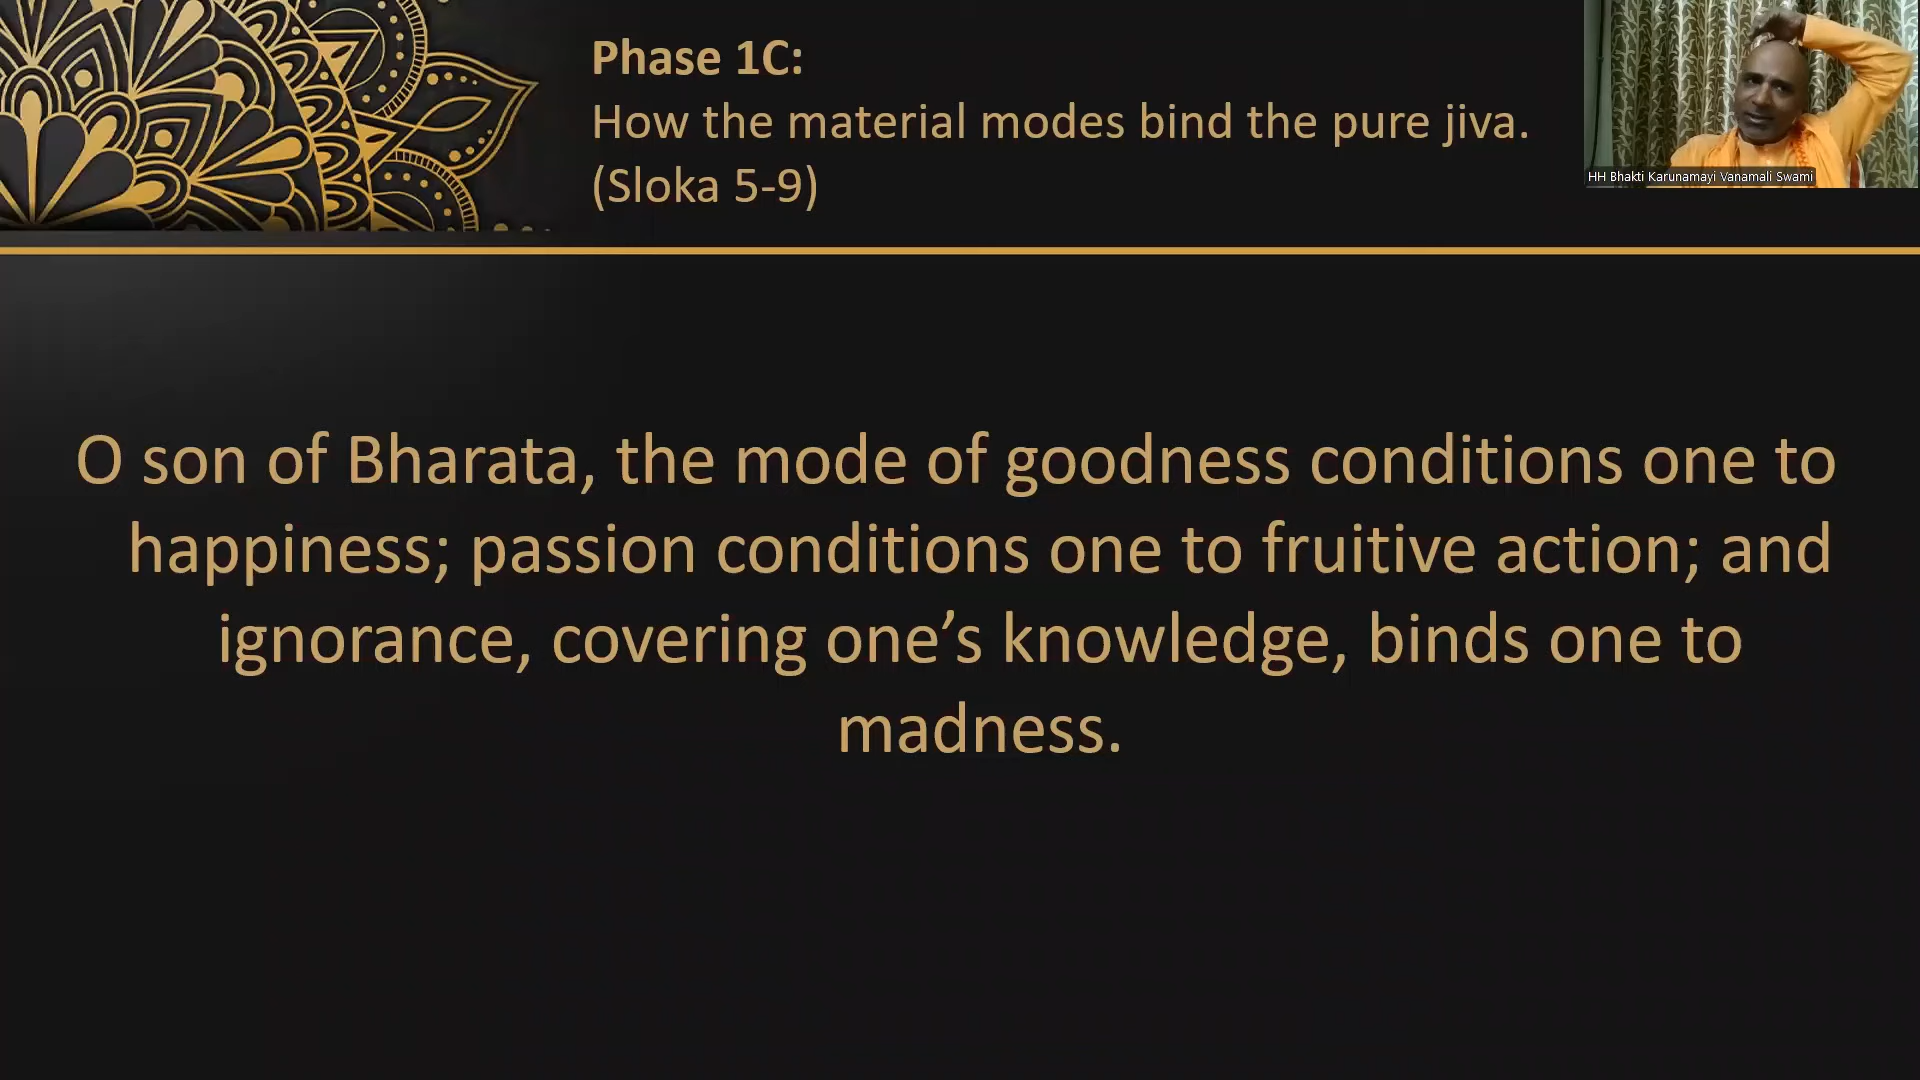 Phase 1C:
How the material modes bind the pure jiva.
(Sloka 5-9)
HH Bhakti Karunamayi Vanamali Swami
O son of Bharata, the mode of goodness conditions one to
happiness; passion conditions one to fruitive action; and
ignorance, covering one’s knowledge, binds one to
madness.